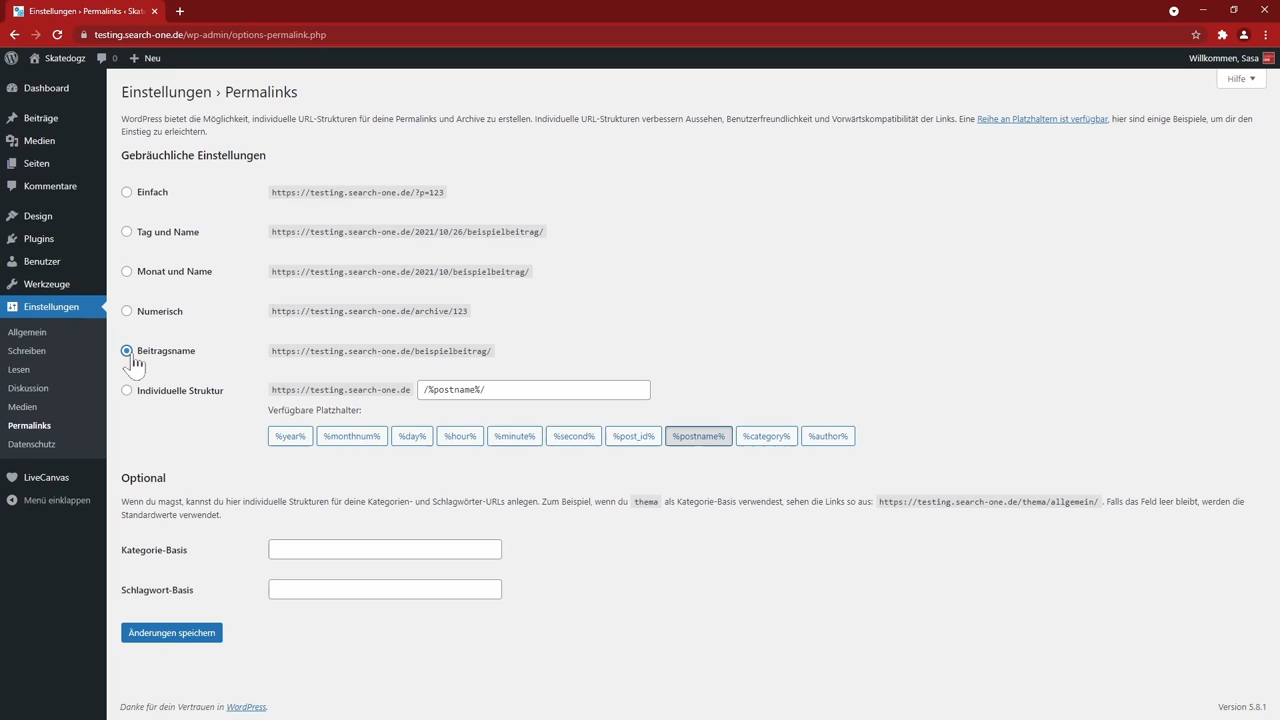 Einstellungen › Permalinks ‹ Skate
testing.search-one.de/wp-admin/options-permalink.php
Skatedogz
0
Neu
Willkommen, Sasa
Dashboard
Beiträge
Medien
Seiten
Kommentare
Design
Plugins
Benutzer
Werkzeuge
Einstellungen
Allgemein
Schreiben
Lesen
Diskussion
Medien
Permalinks
Datenschutz
LiveCanvas
Menü einklappen
Hilfe
Einstellungen › Permalinks
WordPress bietet die Möglichkeit, individuelle URL-Strukturen für deine Permalinks und Archive zu erstellen. Individuelle URL-Strukturen verbessern Aussehen, Benutzerfreundlichkeit und Vorwärtskompatibilität der Links. Eine Reihe an Platzhaltern ist verfügbar, hier sind einige Beispiele, um dir den
Einstieg zu erleichtern.
Gebräuchliche Einstellungen
Einfach https://testing.search-one.de/?p=123
Tag und Name https://testing.search-one.de/2021/10/26/beispielbeitrag/
Monat und Name https://testing.search-one.de/2021/10/beispielbeitrag/
Numerisch https://testing.search-one.de/archive/123
Beitragsname https://testing.search-one.de/beispielbeitrag/
Individuelle Struktur https://testing.search-one.de /%postname%/
Verfügbare Platzhalter:
%year% %monthnum% %day% %hour% %minute% %second% %post_id% %postname% %category% %author%
Optional
Wenn du magst, kannst du hier individuelle Strukturen für deine Kategorien- und Schlagwörter-URLs anlegen. Zum Beispiel, wenn du thema als Kategorie-Basis verwendest, sehen die Links so aus: https://testing.search-one.de/thema/allgemein/ . Falls das Feld leer bleibt, werden die
Standardwerte verwendet.
Kategorie-Basis
Schlagwort-Basis
Änderungen speichern
Danke für dein Vertrauen in WordPress.
Version 5.8.1